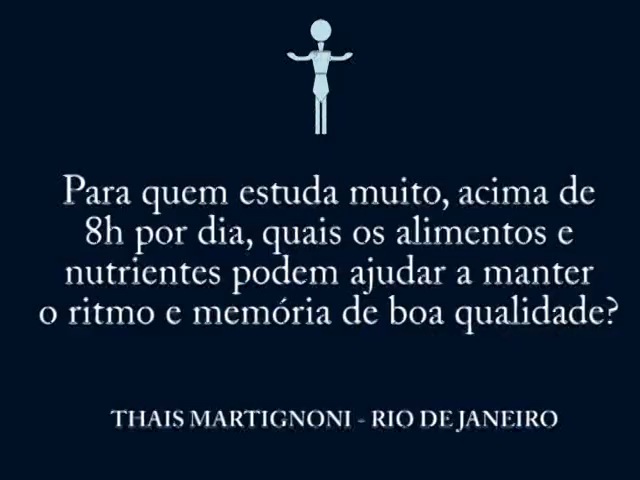 Para quem estuda muito, acima de
8h por dia, quais os alimentos e
nutrientes podem ajudar a manter
o ritmo e memória de boa qualidade?
THAIS MARTIGNONI - RIO DE JANEIRO